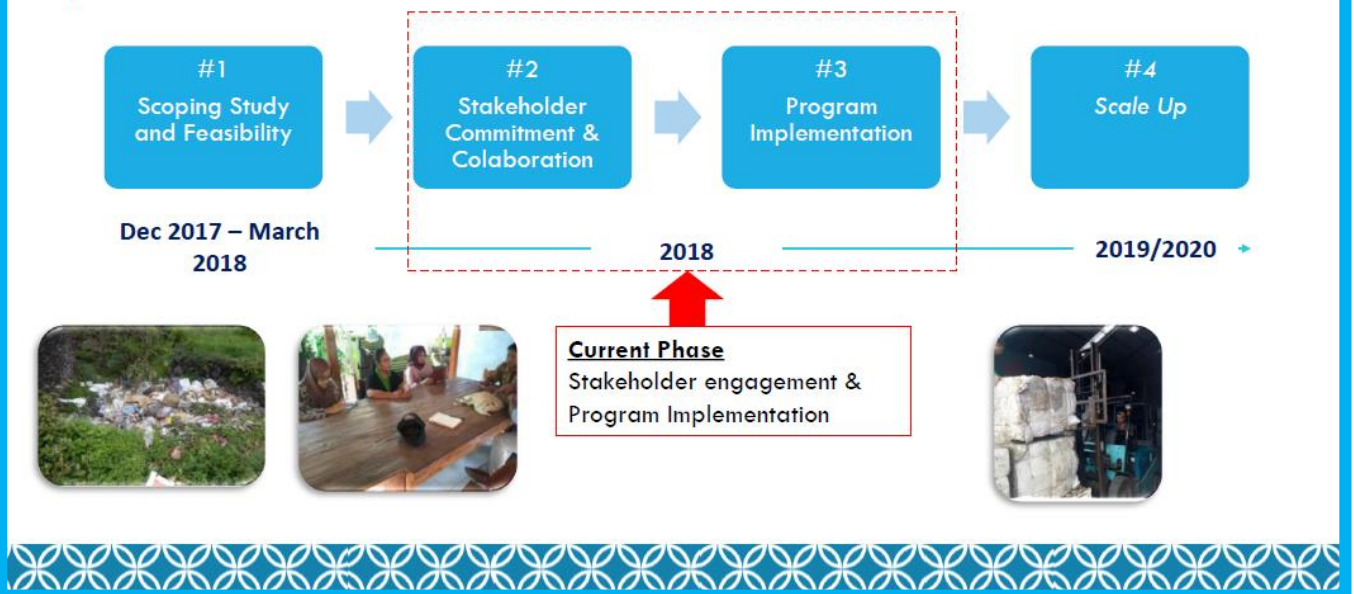 #1
Scoping Study
and Feasibility
#2
Stakeholder
Commitment &
Colaboration
#3
Program
Implementation
#4
Scale Up
Dec 2017 – March
2018
2018
2019/2020
Current Phase
Stakeholder engagement &
Program Implementation